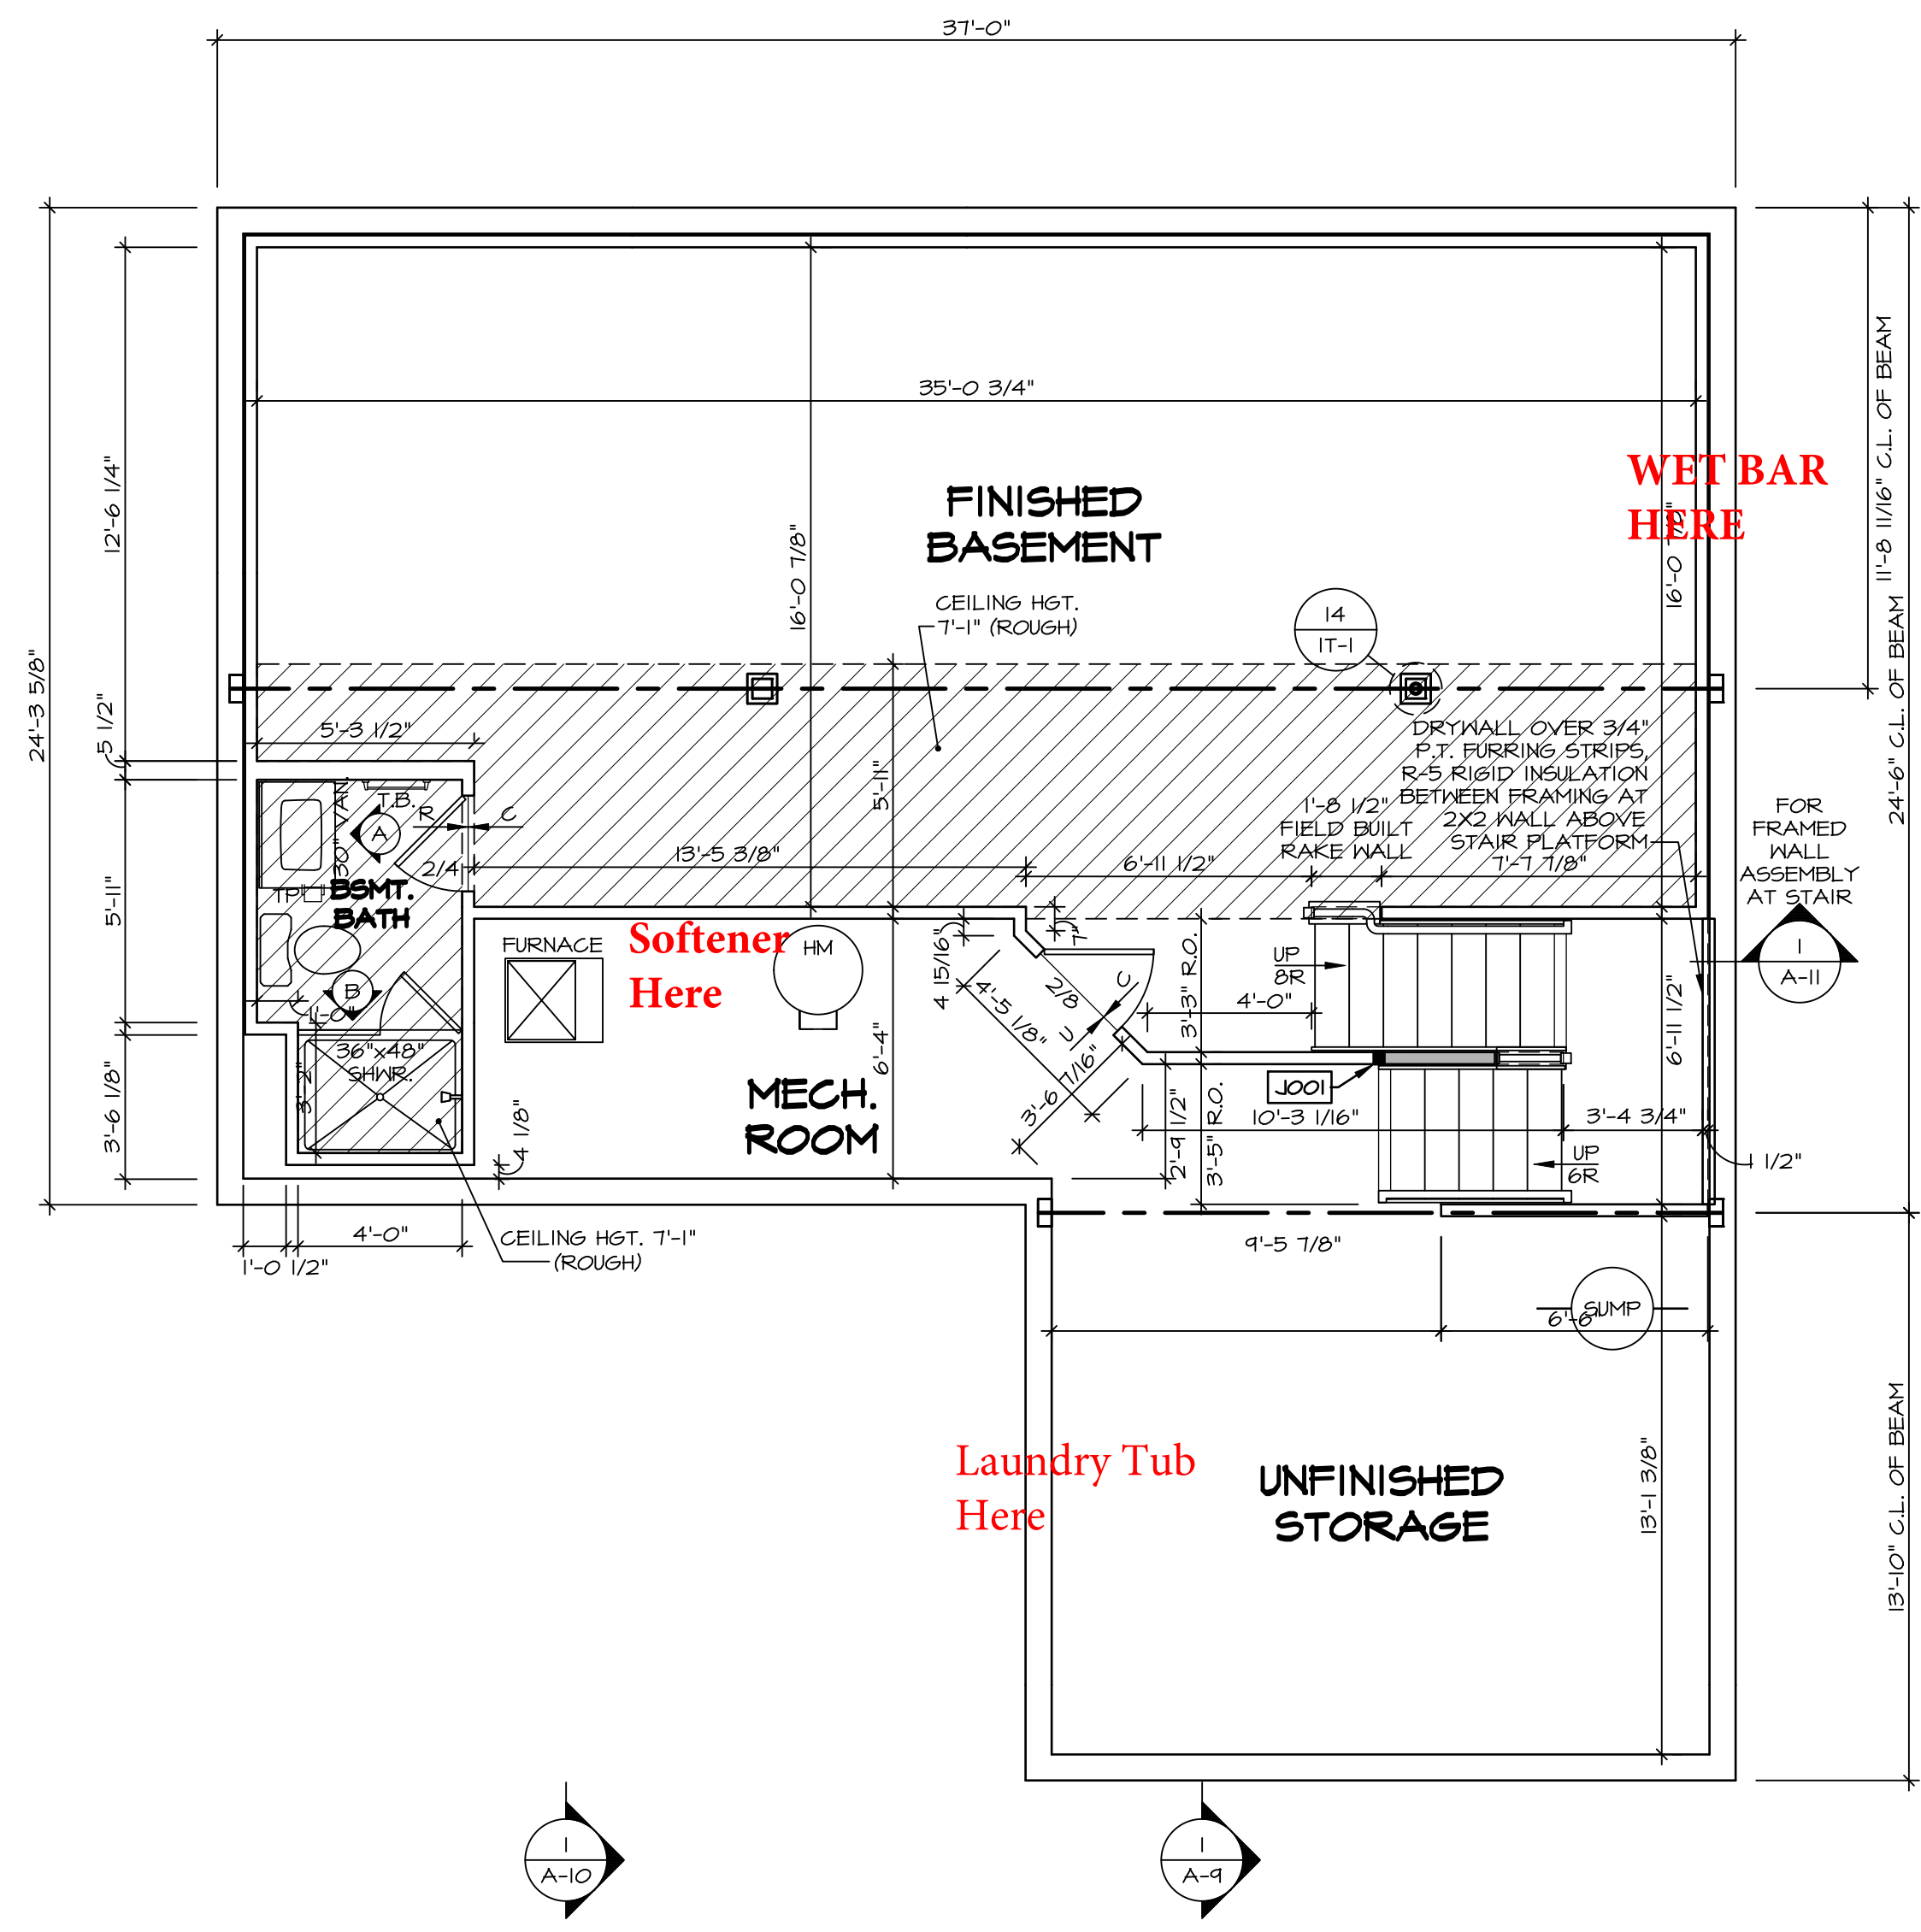 37'-0"
24'-3 5/8"
12'-6 1/4"
5 1/2"
5'-11"
3'-6 1/8"
35'-0 3/4"
16'-0 7/8"
FINISHED
BASEMENT
CEILING HGT.
7'-1" (ROUGH)
WET BAR
HERE
16'-0 7/8"
11'-8 11/16" C.L. OF BEAM
24'-6" C.L. OF BEAM
14
1T-1
5'-3 1/2"
5'-11"
DRYWALL OVER 3/4"
P.T. FURRING STRIPS,
R-5 RIGID INSULATION
BETWEEN FRAMING AT
2X2 WALL ABOVE
STAIR PLATFORM
1'-8 1/2"
FIELD BUILT
RAKE WALL
FOR
FRAMED
WALL
ASSEMBLY
AT STAIR
1
A-11
30" VAN.
T.B.
R
C
A
2/4
TP
BSMT.
BATH
B
1'-0"
36"x48"
SHWR.
3'-2"
13'-5 3/8"
6'-11 1/2"
7'-7 7/8"
FURNACE
Softener
Here
HM
MECH.
ROOM
6'-4"
4 15/16"
7"
4'-5 1/8"
2/8
C
U
3'-6 7/16"
3'-3" R.O.
UP
8R
4'-0"
6'-11 1/2"
J001
10'-3 1/16"
3'-4 3/4"
2'-9 1/2"
3'-5" R.O.
UP
6R
1 1/2"
4 1/8"
4'-0"
1'-0 1/2"
CEILING HGT. 7'-1"
(ROUGH)
9'-5 7/8"
SUMP
6'-6"
Laundry Tub
Here
UNFINISHED
STORAGE
13'-1 3/8"
13'-10" C.L. OF BEAM
1
A-10
1
A-9